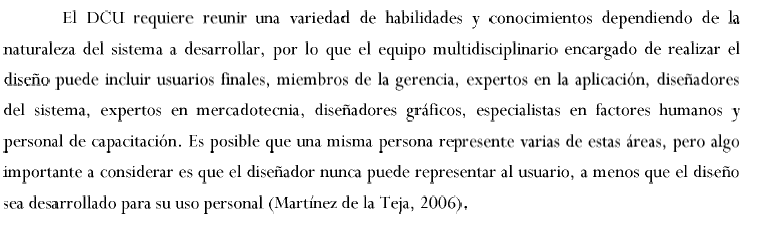 El DCU requiere reunir una variedad de habilidades y conocimientos dependiendo de la
naturaleza del sistema a desarrollar, por lo que el equipo multidisciplinario encargado de realizar el
diseño puede incluir usuarios finales, miembros de la gerencia, expertos en la aplicación, diseñadores
del sistema, expertos en mercadotecnia, diseñadores gráficos, especialistas en factores humanos y
personal de capacitación. Es posible que una misma persona represente varias de estas áreas, pero algo
importante a considerar es que el diseñador nunca puede representar al usuario, a menos que el diseño
sea desarrollado para su uso personal (Martínez de la Teja, 2006).